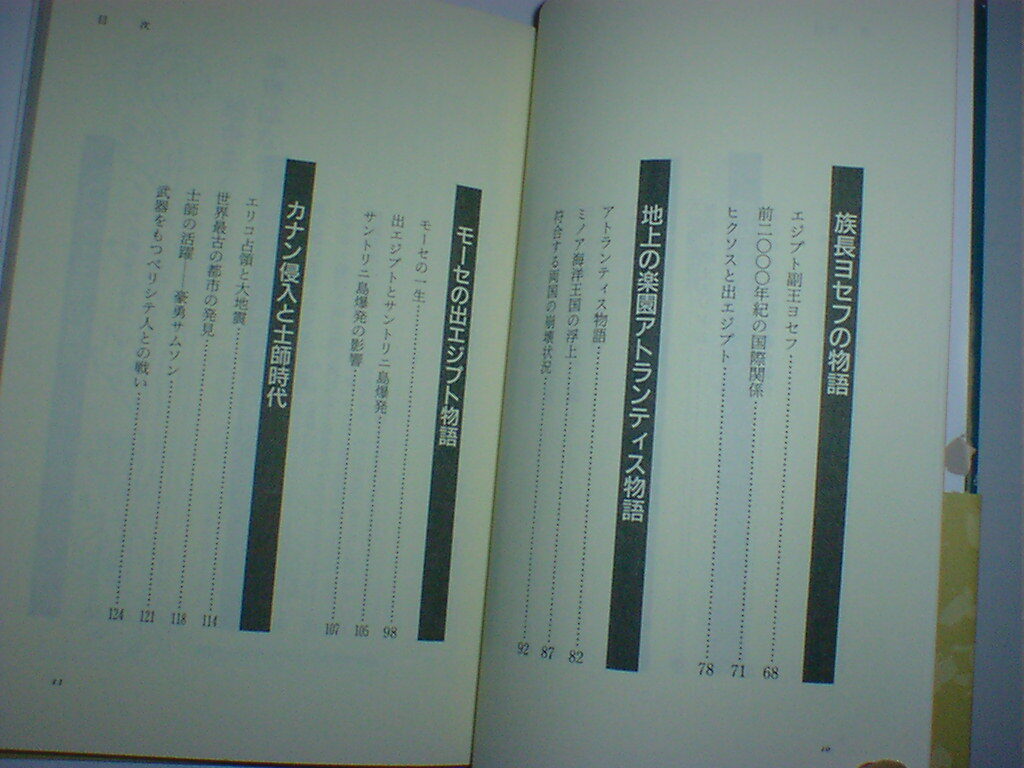 族長ヨセフの物語
エジプト副王ヨセフ 68
前二〇〇〇年紀の国際関係 71
ヒクソスと出エジプト 78
地上の楽園アトランティス物語
アトランティス物語 82
ミノア海洋王国の浮上 87
符合する両国の崩壊状況 92
10
目次
モーセの出エジプト物語
モーセの一生 98
出エジプトとサントリニ島爆発 105
サントリニ島爆発の影響 107
カナン侵入と士師時代
エリコ占領と大地震 114
世界最古の都市の発見 118
士師の活躍——豪勇サムソン 121
武器をもつペリシテ人との戦い 124
11